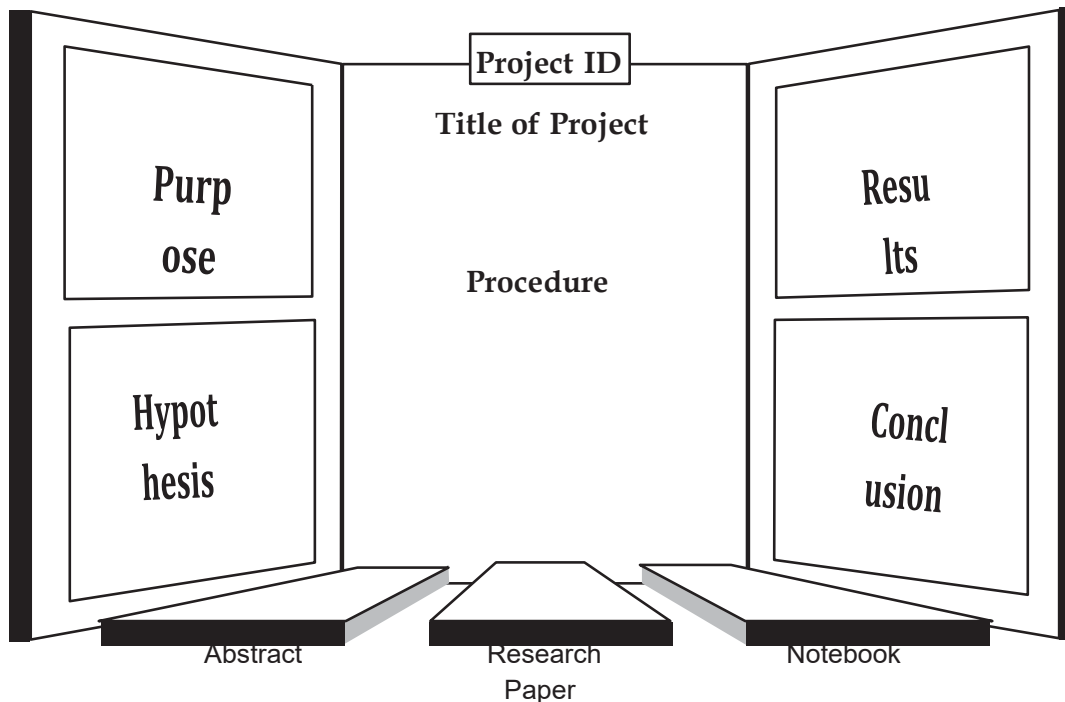 Project ID
Title of Project
Purp
ose
Hypot
hesis
Procedure
Resu
lts
Concl
usion
Abstract
Research
Paper
Notebook